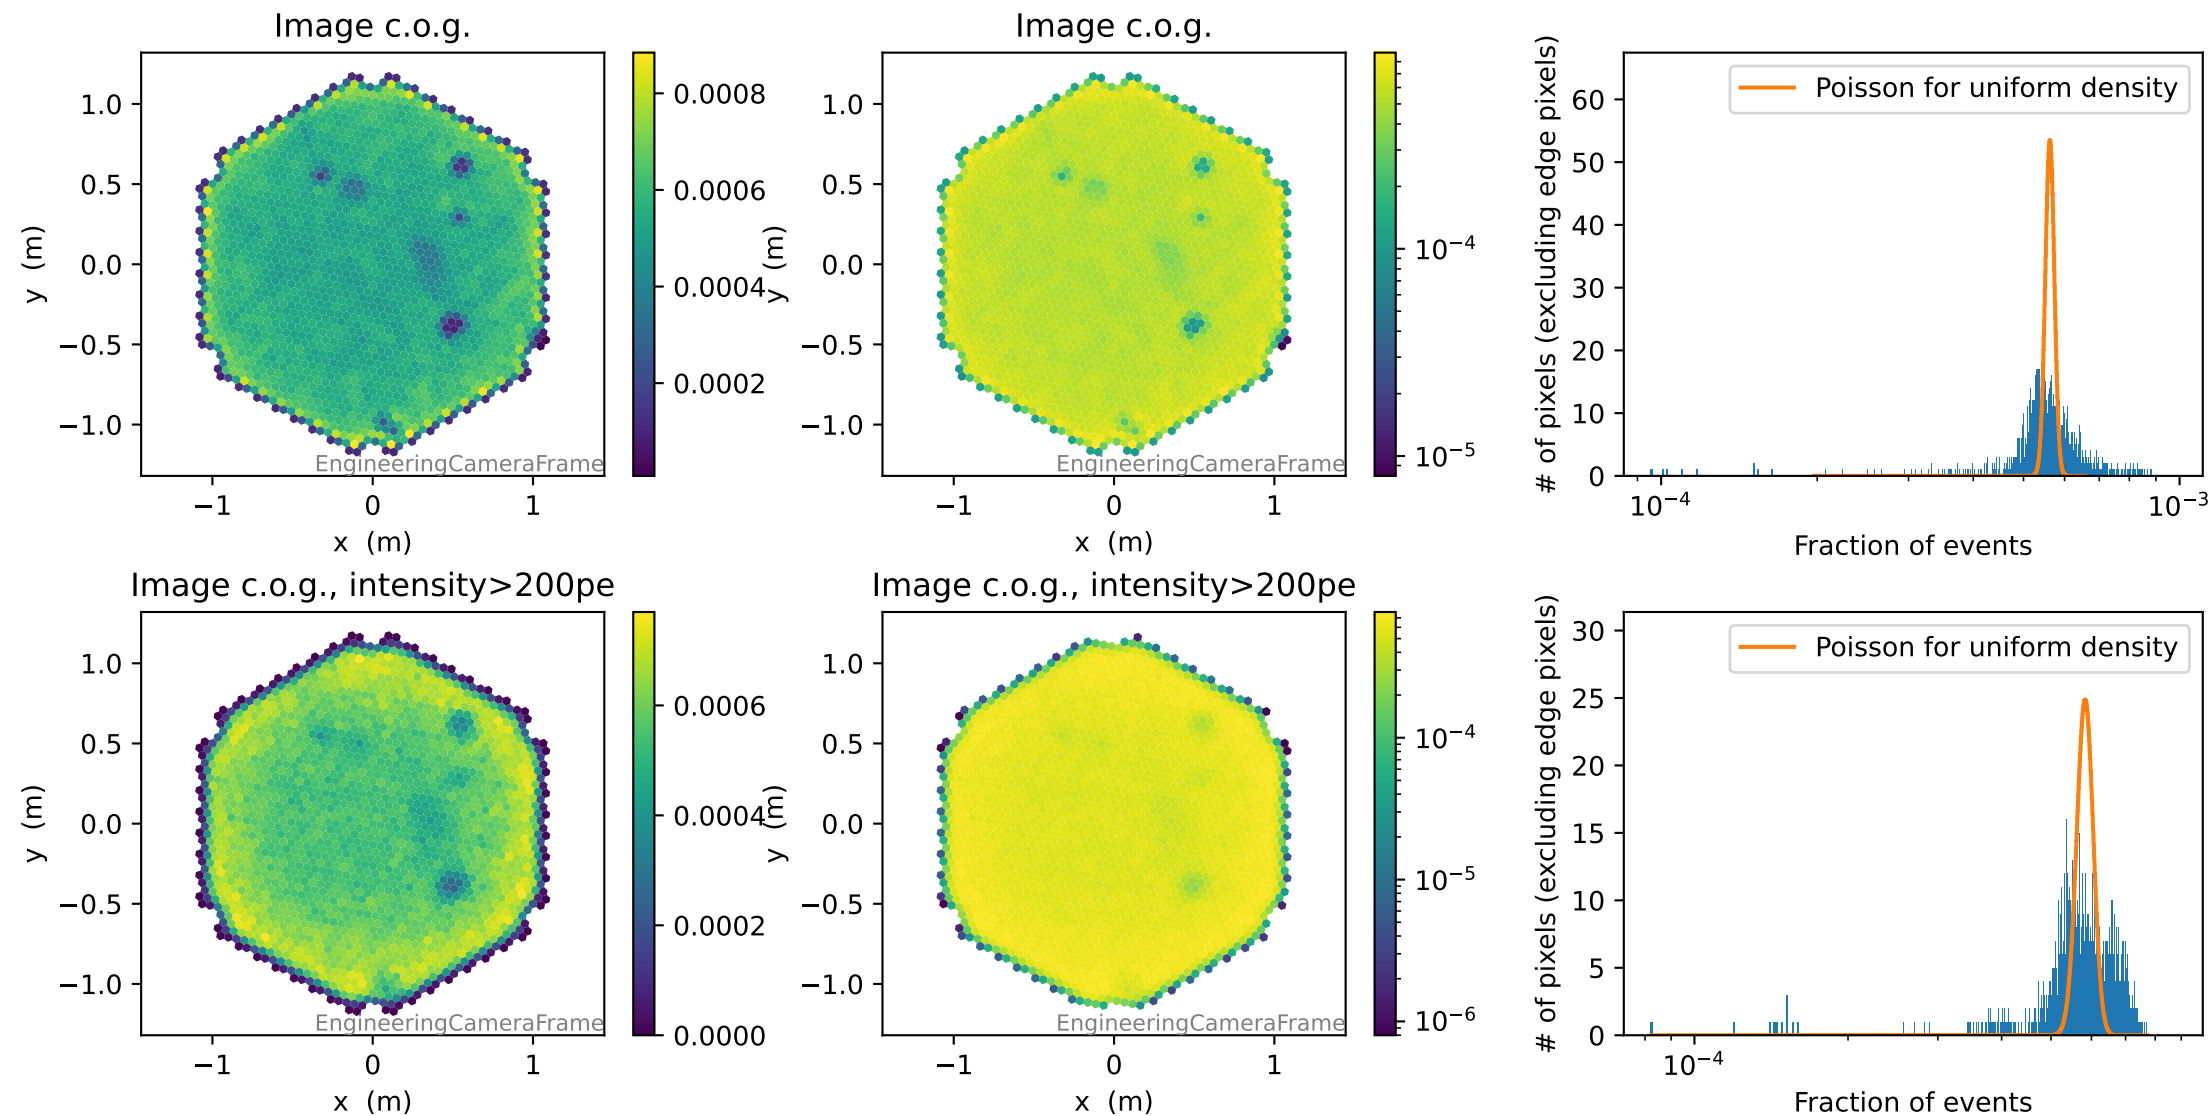 Image c.o.g.
1.0
0.5
0.0
−0.5
−1.0
y (m)
−1
0
1
x (m)
EngineeringCameraFrame
0.0008
0.0006
0.0004
0.0002
Image c.o.g.
1.0
0.5
0.0
−0.5
−1.0
y (m)
−1
0
1
x (m)
EngineeringCameraFrame
10−4
10−5
# of pixels (excluding edge pixels)
60
50
40
30
20
10
0
Poisson for uniform density
10−4
10−3
Fraction of events
Image c.o.g., intensity>200pe
1.0
0.5
0.0
−0.5
−1.0
y (m)
−1
0
1
x (m)
EngineeringCameraFrame
0.0006
0.0004
0.0002
0.0000
Image c.o.g., intensity>200pe
1.0
0.5
0.0
−0.5
−1.0
y (m)
−1
0
1
x (m)
EngineeringCameraFrame
10−4
10−5
10−6
# of pixels (excluding edge pixels)
30
25
20
15
10
5
0
Poisson for uniform density
10−4
Fraction of events